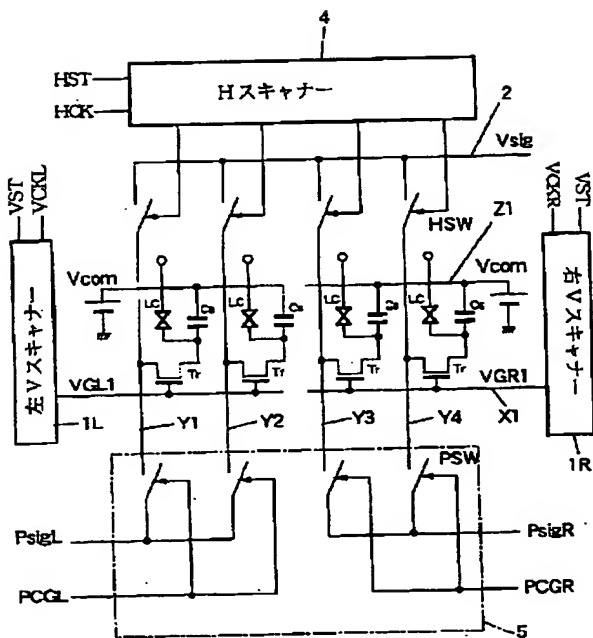 4
HST
HCK
Hスキャナー
2
Vsig
VST
VCKL
VCKR
VST
HSW
Z1
Vcom
Vcom
LC
Cs
LC
Cs
LC
Cs
LC
Cs
左Vスキャナー
右Vスキャナー
Tr
Tr
Tr
Tr
VGL1
VGR1
1L
Y1
Y2
Y3
Y4
X1
1R
PSW
PsigL
PsigR
PCGL
PCGR
5